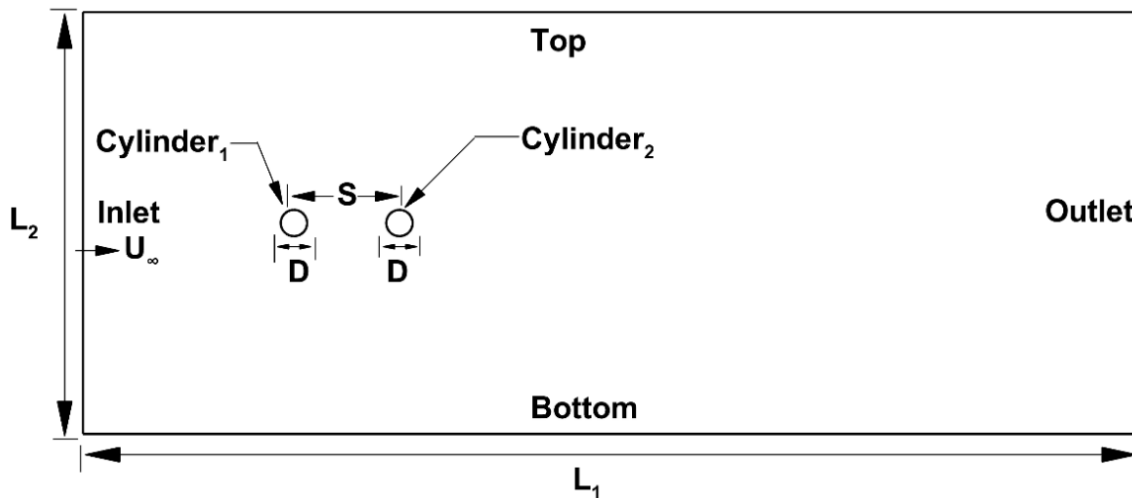 Top
Cylinder₁
Cylinder₂
S
L₂
Inlet
Outlet
U∞
D
D
Bottom
L₁